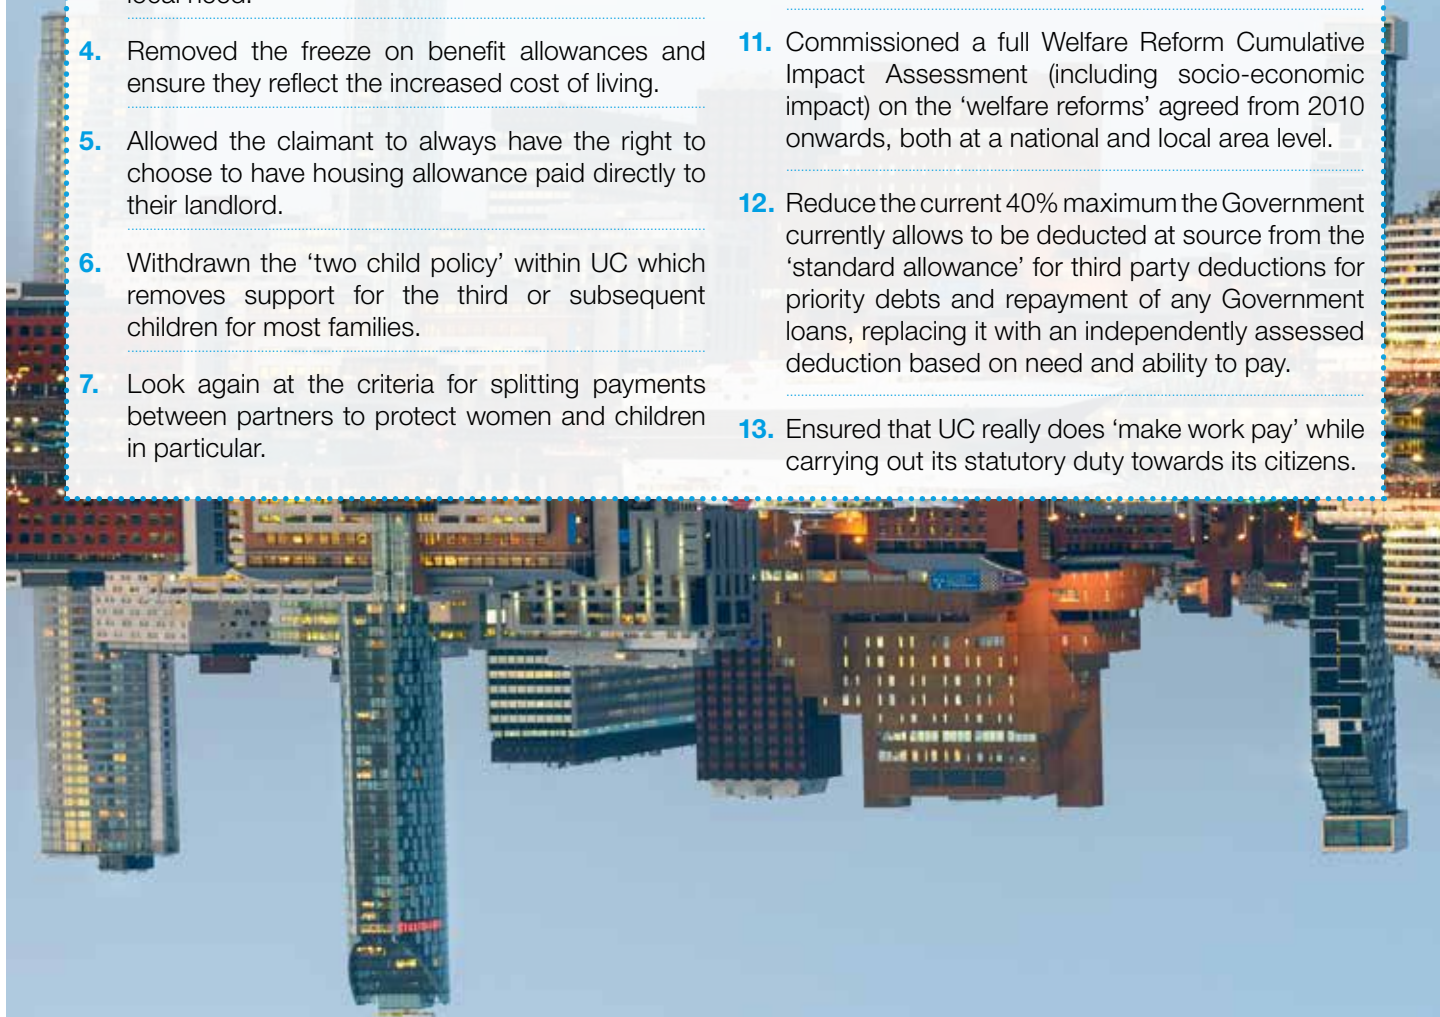 local need.
4. Removed the freeze on benefit allowances and
ensure they reflect the increased cost of living.
5. Allowed the claimant to always have the right to
choose to have housing allowance paid directly to
their landlord.
6. Withdrawn the ‘two child policy’ within UC which
removes support for the third or subsequent
children for most families.
7. Look again at the criteria for splitting payments
between partners to protect women and children
in particular.
11. Commissioned a full Welfare Reform Cumulative
Impact Assessment (including socio-economic
impact) on the ‘welfare reforms’ agreed from 2010
onwards, both at a national and local area level.
12. Reduce the current 40% maximum the Government
currently allows to be deducted at source from the
‘standard allowance’ for third party deductions for
priority debts and repayment of any Government
loans, replacing it with an independently assessed
deduction based on need and ability to pay.
13. Ensured that UC really does ‘make work pay’ while
carrying out its statutory duty towards its citizens.